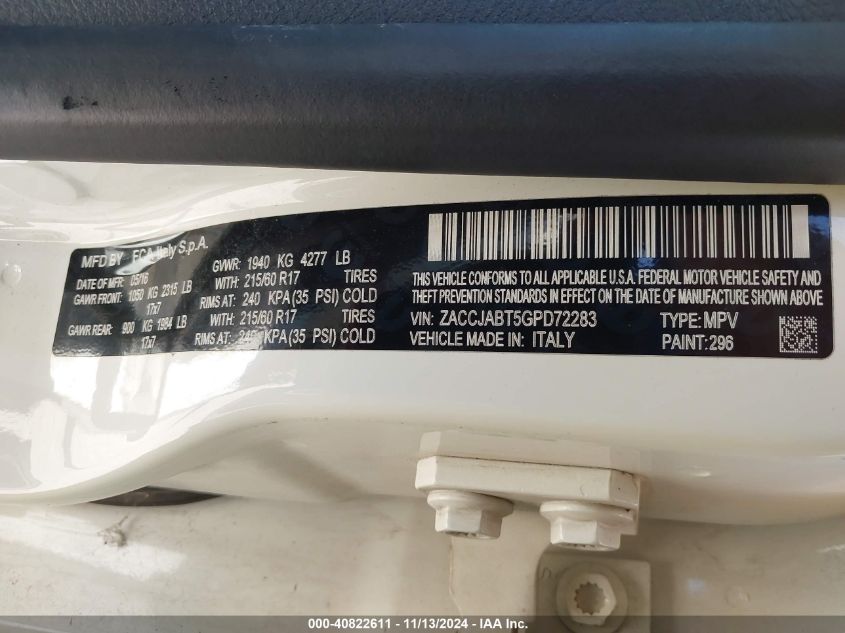 MFD BY FCA Italy S.p.A.
DATE OF MFR: 05/16
GAWR FRONT: 1050 KG 2315 LB
17x7
GAWR REAR: 900 KG 1984 LB
17x7
GVWR: 1940 KG 4277 LB
WITH: 215/60 R17 TIRES
RIMS AT: 240 KPA (35 PSI) COLD
WITH: 215/60 R17 TIRES
RIMS AT: 240 KPA (35 PSI) COLD
THIS VEHICLE CONFORMS TO ALL APPLICABLE U.S.A. FEDERAL MOTOR VEHICLE SAFETY AND
THEFT PREVENTION STANDARDS IN EFFECT ON THE DATE OF MANUFACTURE SHOWN ABOVE
VIN: ZACCJABT5GPD72283 TYPE: MPV
VEHICLE MADE IN: ITALY PAINT:296
000-40822611 - 11/13/2024 - IAA Inc.